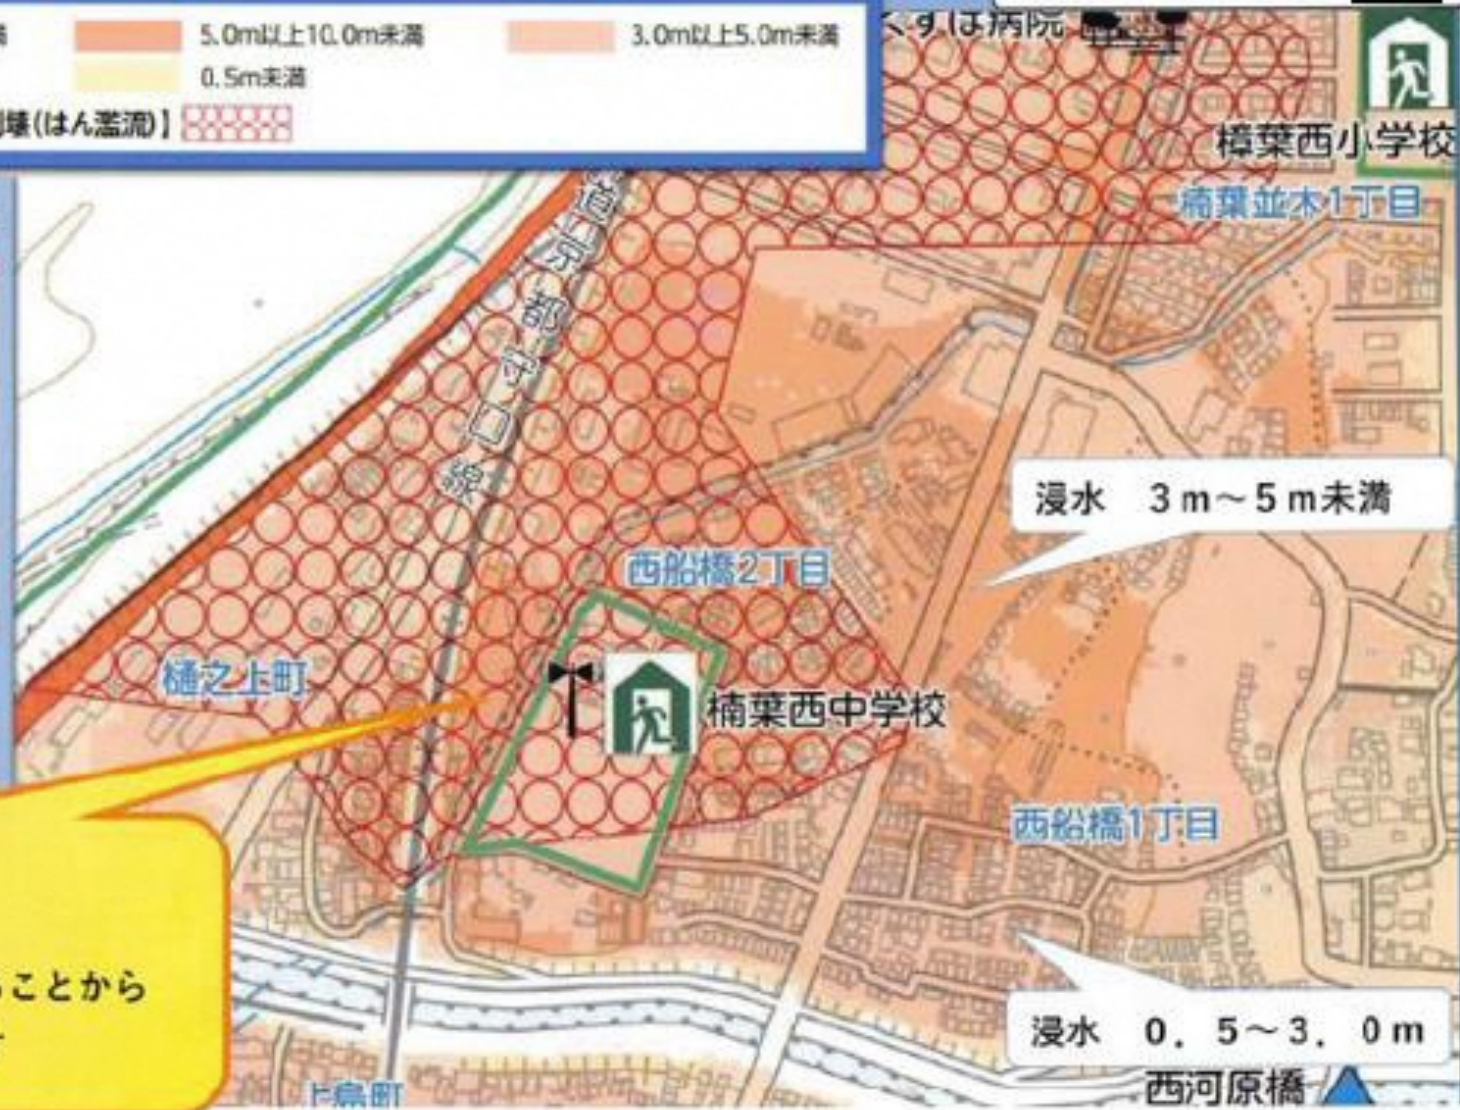 5.0m以上10.0m未満
3.0m以上5.0m未満
0.5m未満
壊(はん濫流)】
くずは病院
樟葉西小学校
楠葉並木1丁目
道京都守口線
浸水 3m～5m未満
西船橋2丁目
樋之上町
楠葉西中学校
西船橋1丁目
ことから
浸水 0.5～3.0m
西河原橋
上島町